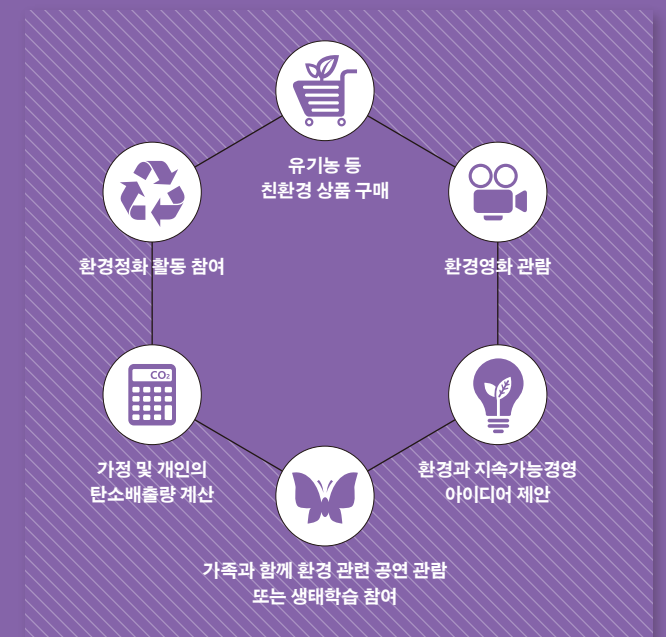 유기농 등
친환경 상품 구매
환경정화 활동 참여
환경영화 관람
CO₂
가정 및 개인의
탄소배출량 계산
환경과 지속가능경영
아이디어 제안
가족과 함께 환경 관련 공연 관람
또는 생태학습 참여